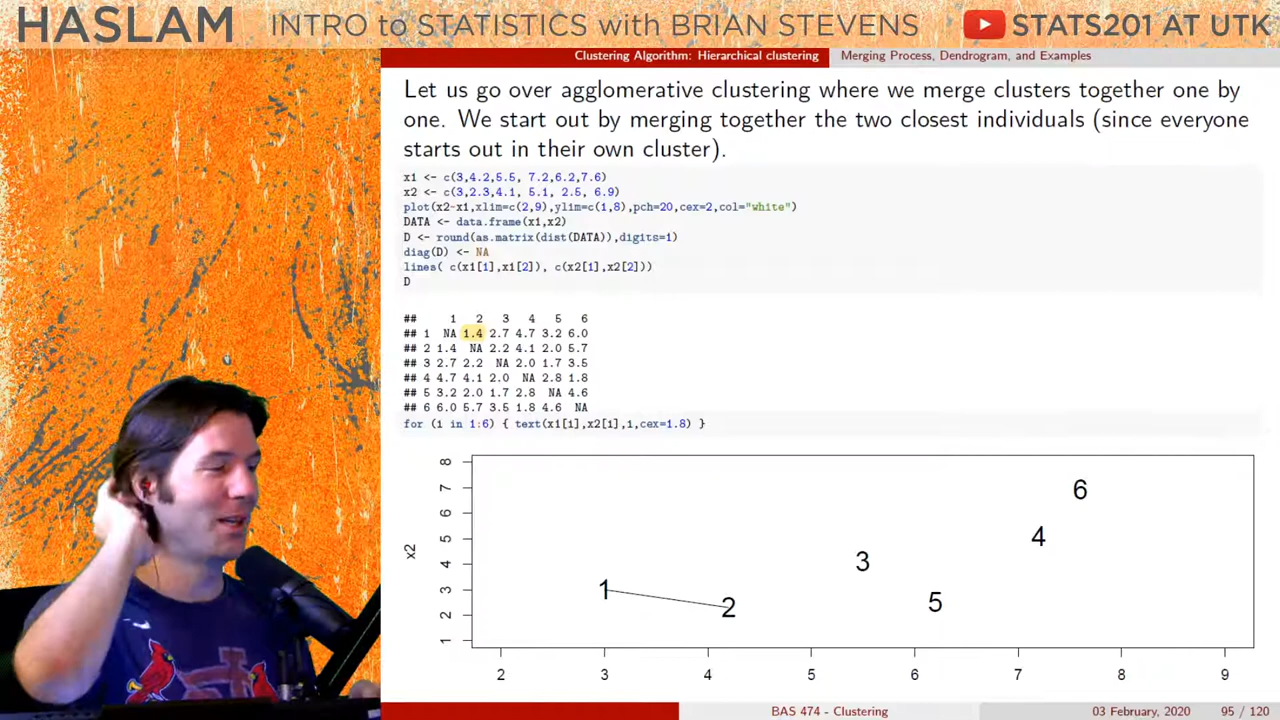 HASLAM INTRO to STATISTICS with BRIAN STEVENS STATS201 AT UTK
Clustering Algorithm: Hierarchical clustering Merging Process, Dendrogram, and Examples
Let us go over agglomerative clustering where we merge clusters together one by
one. We start out by merging together the two closest individuals (since everyone
starts out in their own cluster).
x1 <- c(3,4.2,5.5, 7.2,6.2,7.6)
x2 <- c(3,2.3,4.1, 5.1, 2.5, 6.9)
plot(x2~x1,xlim=c(2,9),ylim=c(1,8),pch=20,cex=2,col="white")
DATA <- data.frame(x1,x2)
D <- round(as.matrix(dist(DATA)),digits=1)
diag(D) <- NA
lines( c(x1[1],x1[2]), c(x2[1],x2[2]))
D
## 1 2 3 4 5 6
## 1 NA 1.4 2.7 4.7 3.2 6.0
## 2 1.4 NA 2.2 4.1 2.0 5.7
## 3 2.7 2.2 NA 2.0 1.7 3.5
## 4 4.7 4.1 2.0 NA 2.8 1.8
## 5 3.2 2.0 1.7 2.8 NA 4.6
## 6 6.0 5.7 3.5 1.8 4.6 NA
for (i in 1:6) { text(x1[i],x2[i],i,cex=1.8) }
8
7
6
5
4
3
2
1
x2
6
4
3
5
1
2
2 3 4 5 6 7 8 9
BAS 474 - Clustering 03 February, 2020 95 / 120